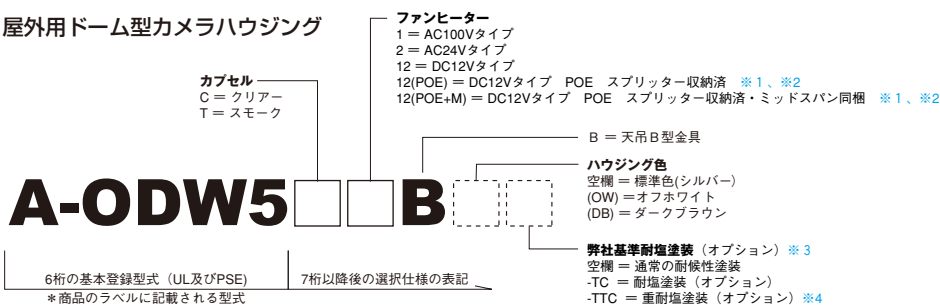 屋外用ドーム型カメラハウジング
ファンヒーター
1 = AC100Vタイプ
2 = AC24Vタイプ
12 = DC12Vタイプ
12(POE) = DC12Vタイプ POE スプリッター収納済 ※1、※2
12(POE+M) = DC12Vタイプ POE スプリッター収納済・ミッドスパン同梱 ※1、※2
カプセル
C = クリアー
T = スモーク
B = 天吊B型金具
ハウジング色
空欄 = 標準色(シルバー)
(OW) =オフホワイト
(DB) = ダークブラウン
A-ODW5□□B
弊社基準耐塩塗装(オプション)※3
空欄 = 通常の耐候性塗装
-TC = 耐塩塗装(オプション)
-TTC = 重耐塩塗装(オプション)※4
6桁の基本登録型式(UL及びPSE)
7桁以降後の選択仕様の表記
*商品のラベルに記載される型式